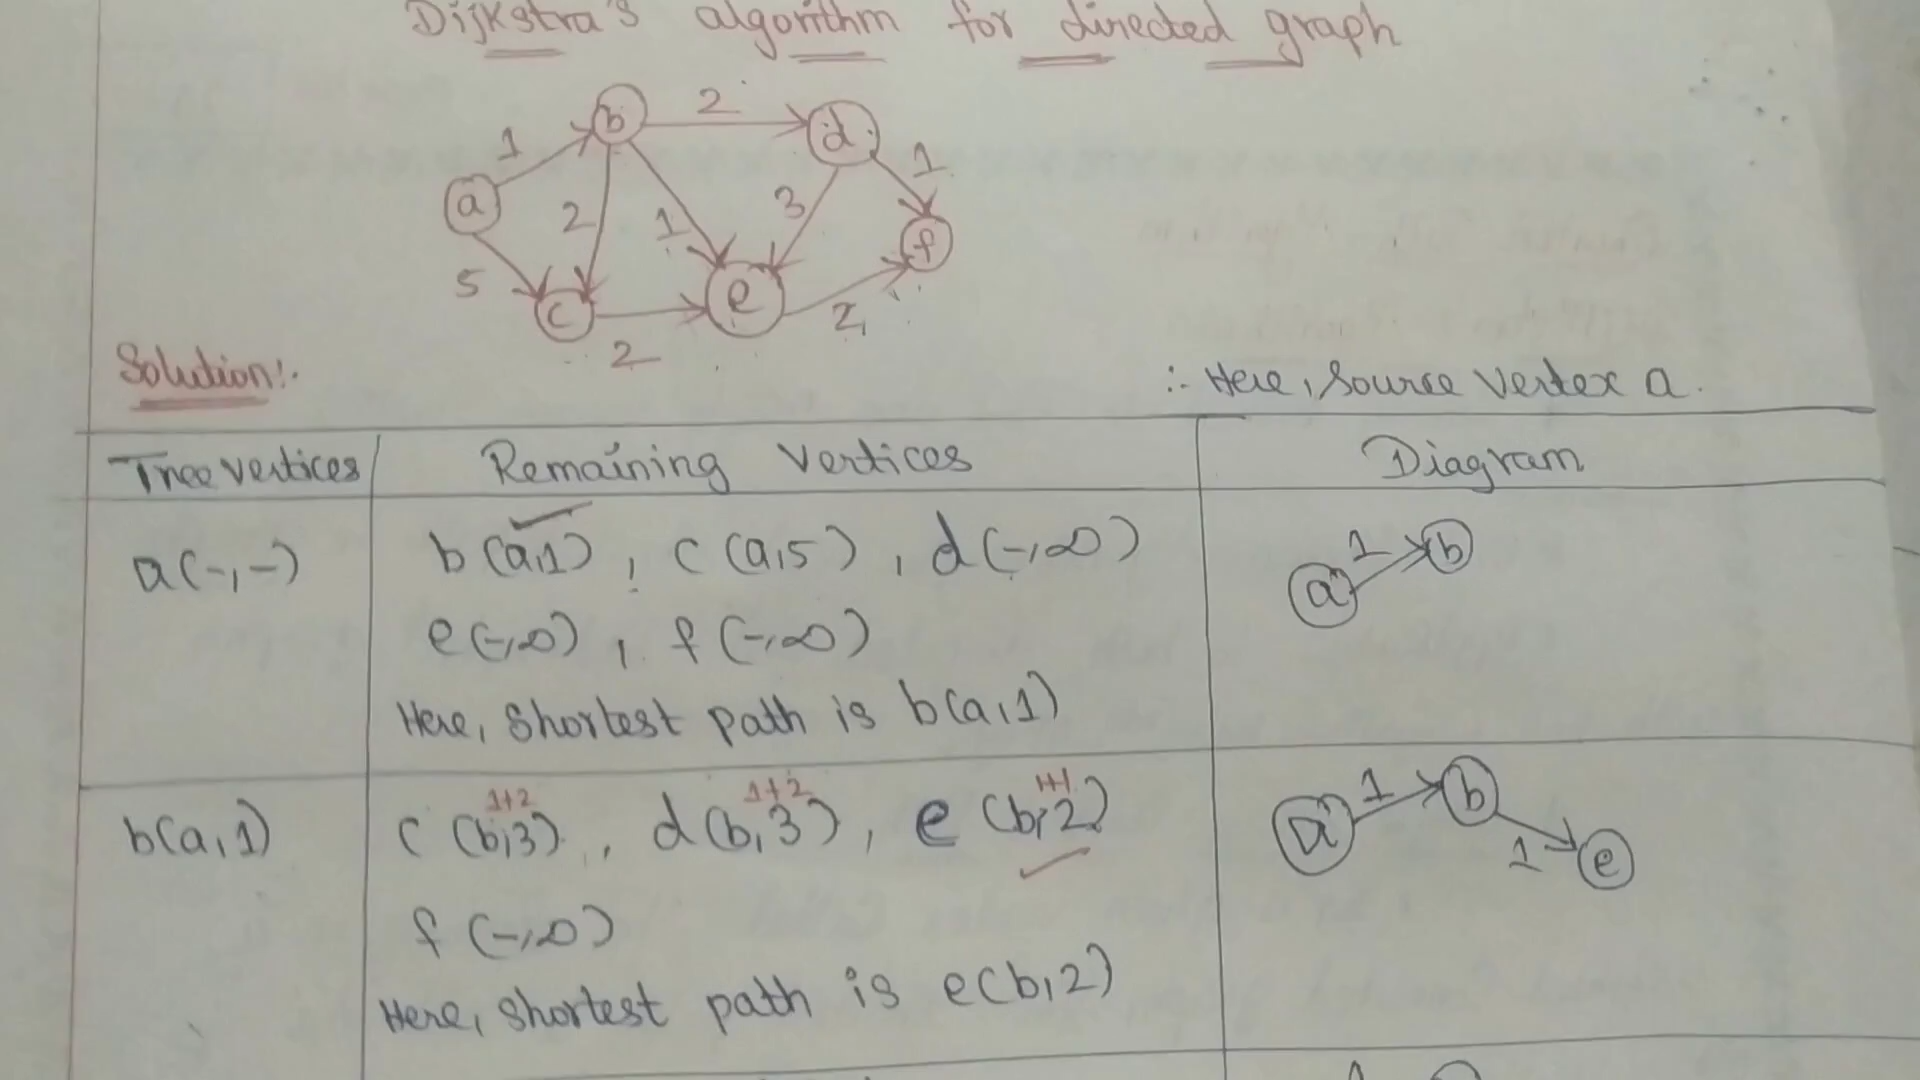 Dijkstra's algorithm for directed graph
1
b
2
d
1
a
2
1
3
f
5
c
e
2
2
Solution:.
:- Here, Source Vertex a.
Tree vertices
Remaining Vertices
Diagram
a(-,-)
b(a,1) , c(a,5) , d(-,∞)
e(-,∞) , f(-,∞)
Here, Shortest path is b(a,1)
a 1 b
b(a,1)
1+2 1+2 1+1
c(b,3) , d(b,3) , e(b,2)
f(-,∞)
Here, Shortest path is e(b,2)
a 1 b 1 e